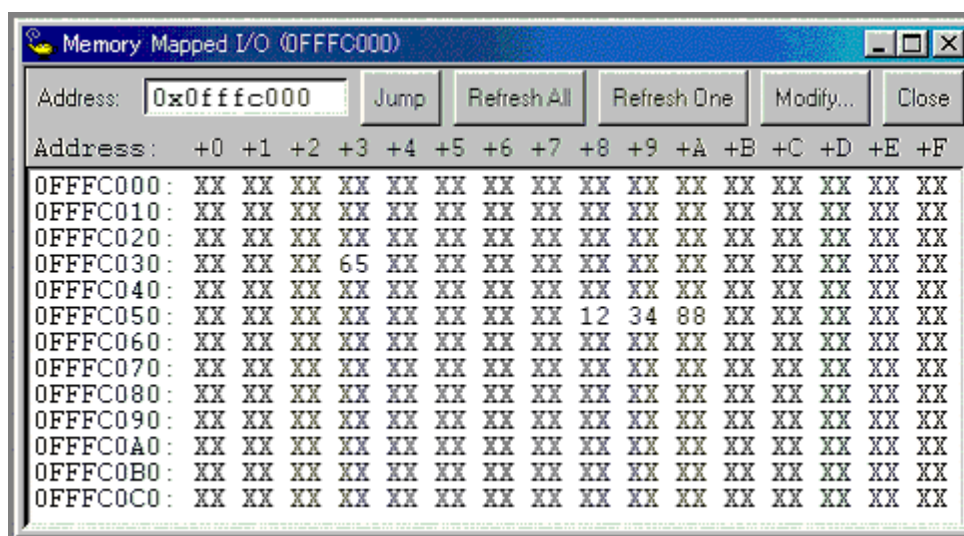 Memory Mapped I/O (0FFFC000)
Address: 0x0fffc000 Jump Refresh All Refresh One Modify... Close
Address: +0 +1 +2 +3 +4 +5 +6 +7 +8 +9 +A +B +C +D +E +F
0FFFC000: XX XX XX XX XX XX XX XX XX XX XX XX XX XX XX XX
0FFFC010: XX XX XX XX XX XX XX XX XX XX XX XX XX XX XX XX
0FFFC020: XX XX XX XX XX XX XX XX XX XX XX XX XX XX XX XX
0FFFC030: XX XX XX 65 XX XX XX XX XX XX XX XX XX XX XX XX
0FFFC040: XX XX XX XX XX XX XX XX XX XX XX XX XX XX XX XX
0FFFC050: XX XX XX XX XX XX XX XX 12 34 88 XX XX XX XX XX
0FFFC060: XX XX XX XX XX XX XX XX XX XX XX XX XX XX XX XX
0FFFC070: XX XX XX XX XX XX XX XX XX XX XX XX XX XX XX XX
0FFFC080: XX XX XX XX XX XX XX XX XX XX XX XX XX XX XX XX
0FFFC090: XX XX XX XX XX XX XX XX XX XX XX XX XX XX XX XX
0FFFC0A0: XX XX XX XX XX XX XX XX XX XX XX XX XX XX XX XX
0FFFC0B0: XX XX XX XX XX XX XX XX XX XX XX XX XX XX XX XX
0FFFC0C0: XX XX XX XX XX XX XX XX XX XX XX XX XX XX XX XX